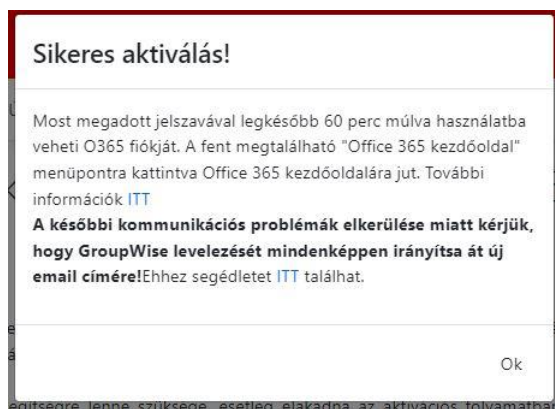 Sikeres aktiválás!
Most megadott jelszavával legkésőbb 60 perc múlva használatba
veheti O365 fiókját. A fent megtalálható "Office 365 kezdőoldal"
menüpontra kattintva Office 365 kezdőoldalára jut. További
információk ITT
A későbbi kommunikációs problémák elkerülése miatt kérjük,
hogy GroupWise levelezését mindenképpen irányítsa át új
email címére!Ehhez segédletet ITT találhat.
Ok
segítségre lenne szüksége, esetleg elakadna az aktivációs folyamatba